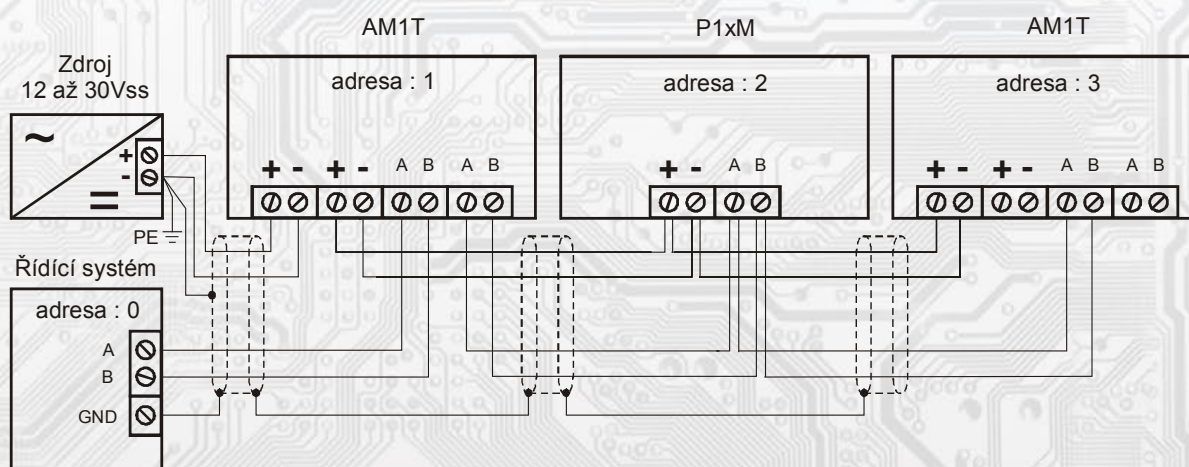 AM1T
P1xM
AM1T
Zdroj
12 až 30Vss
adresa : 1
adresa : 2
adresa : 3
~
+
-
=
+ - + - A B A B
+ - A B
+ - + - A B A B
PE
Řídící systém
adresa : 0
A
B
GND